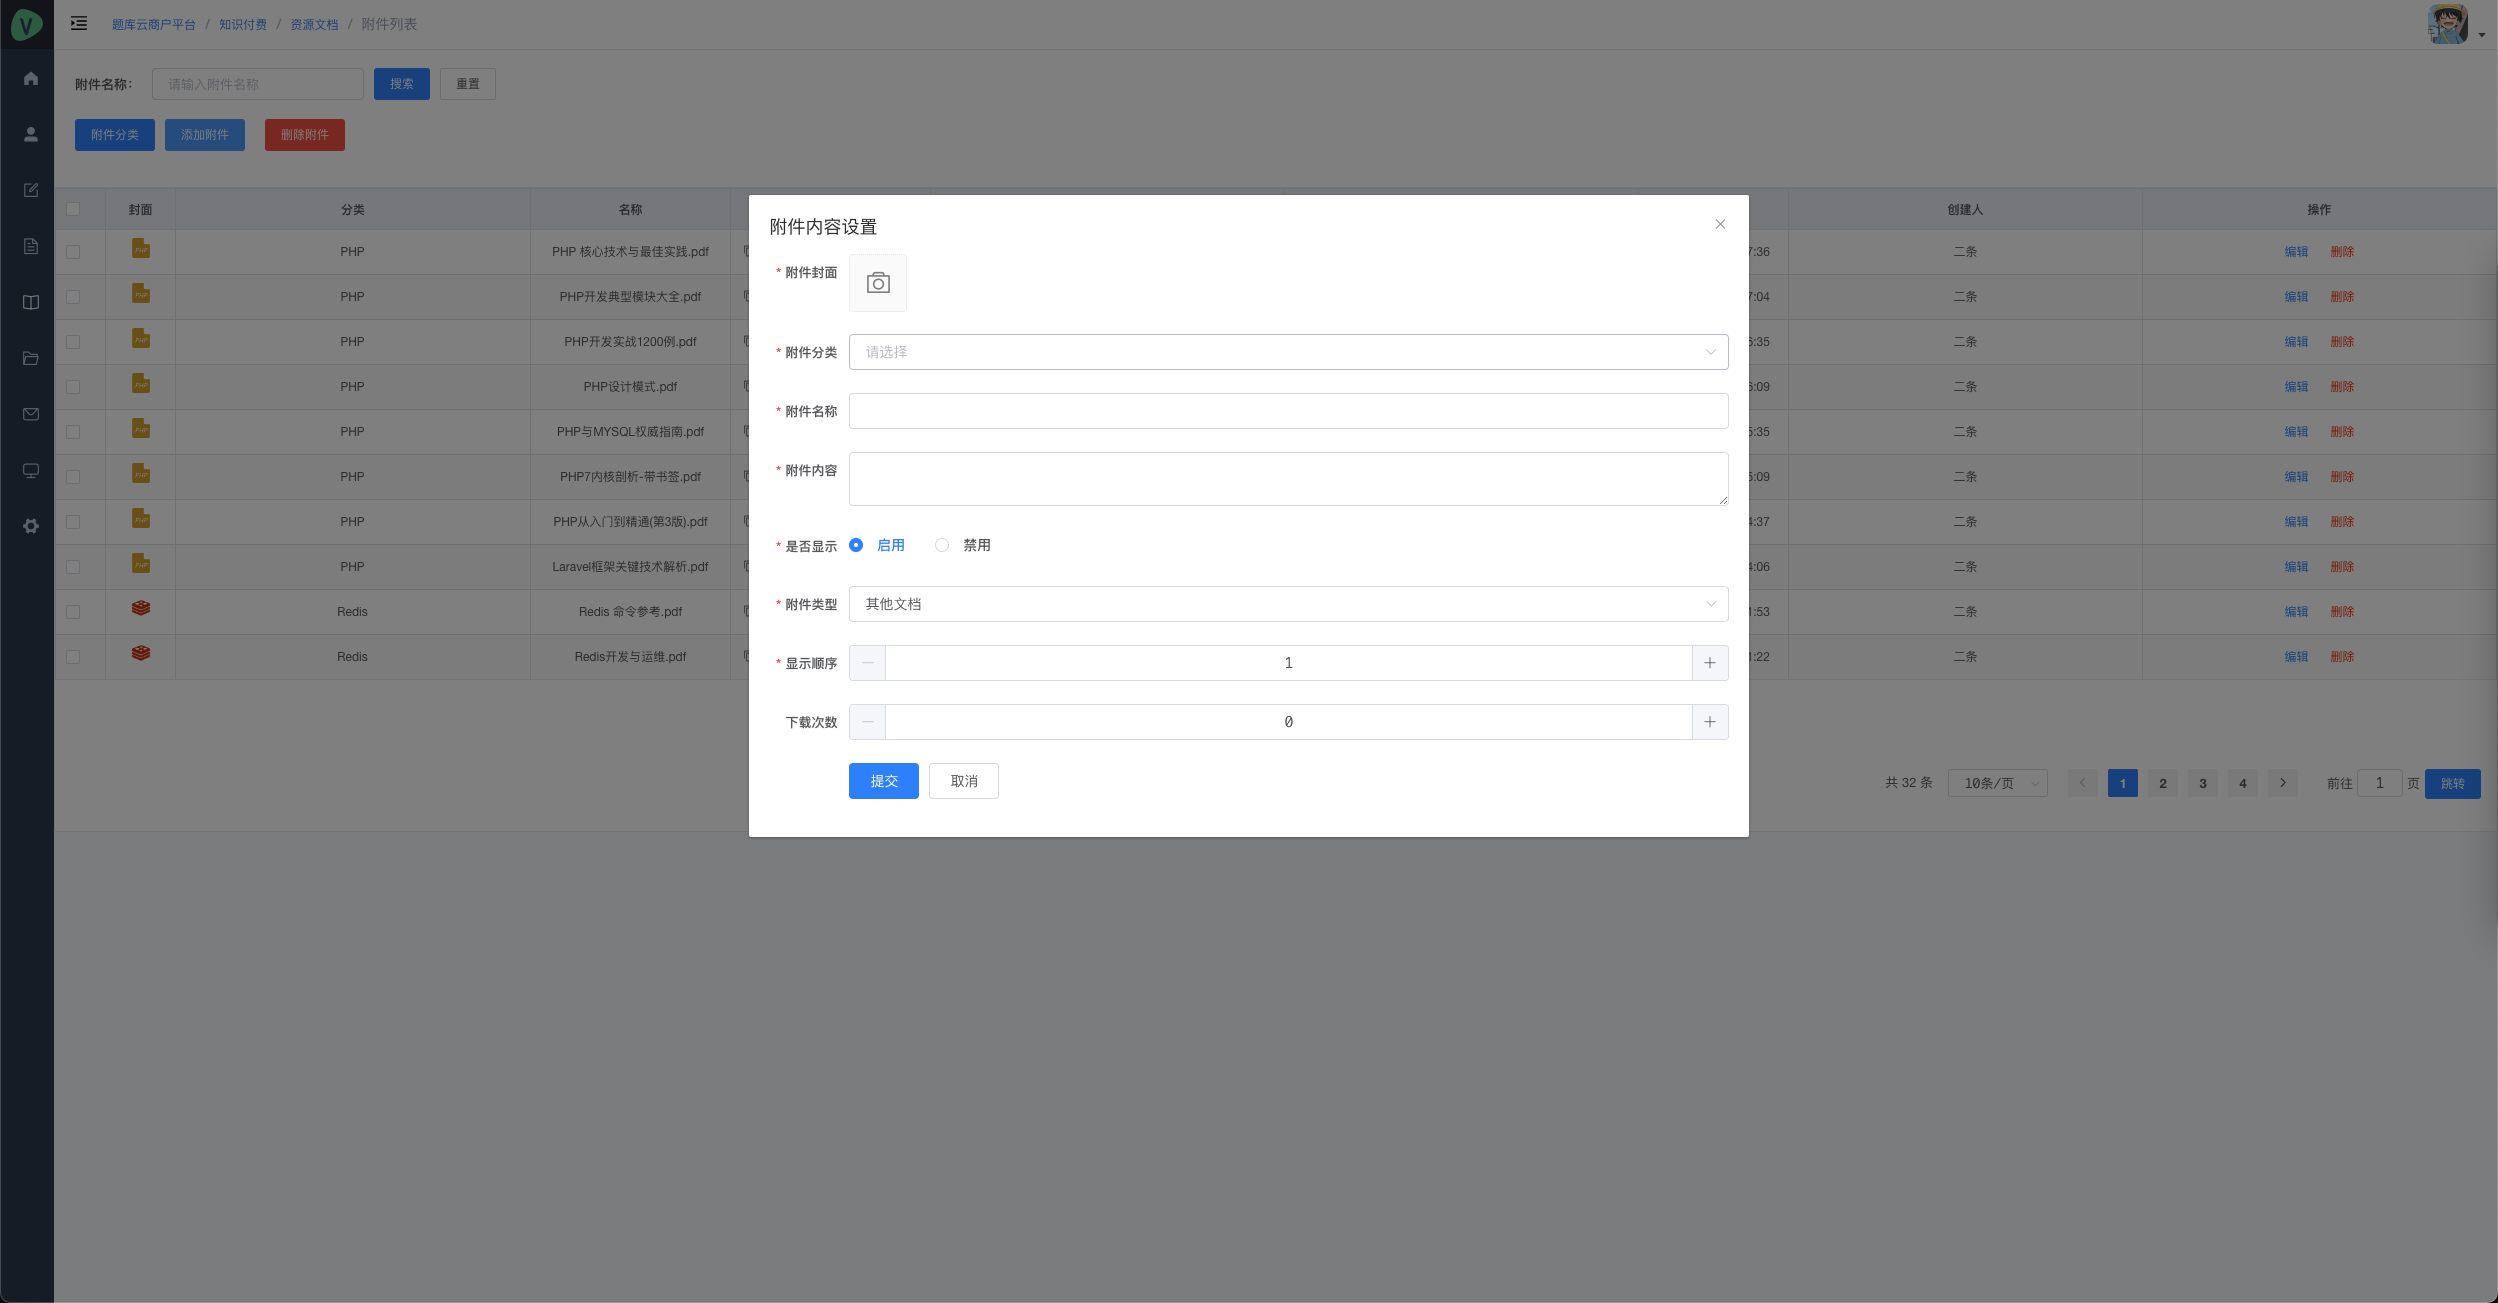 题库云商户平台 / 知识付费 / 资源文档 / 附件列表
附件名称: 请输入附件名称 搜索 重置
附件分类 添加附件 删除附件
封面 分类 名称 创建人 操作
PHP PHP 核心技术与最佳实践.pdf 7:36 二条 编辑 删除
PHP PHP开发典型模块大全.pdf 7:04 二条 编辑 删除
PHP PHP开发实战1200例.pdf 6:35 二条 编辑 删除
PHP PHP设计模式.pdf 6:09 二条 编辑 删除
PHP PHP与MYSQL权威指南.pdf 5:35 二条 编辑 删除
PHP PHP7内核剖析-带书签.pdf 5:09 二条 编辑 删除
PHP PHP从入门到精通(第3版).pdf 4:37 二条 编辑 删除
PHP Laravel框架关键技术解析.pdf 4:06 二条 编辑 删除
Redis Redis 命令参考.pdf 1:53 二条 编辑 删除
Redis Redis开发与运维.pdf 1:22 二条 编辑 删除
共 32 条 10条/页 1 2 3 4 前往 1 页 跳转
附件内容设置
* 附件封面
* 附件分类 请选择
* 附件名称
* 附件内容
* 是否显示 启用 禁用
* 附件类型 其他文档
* 显示顺序 1
下载次数 0
提交 取消